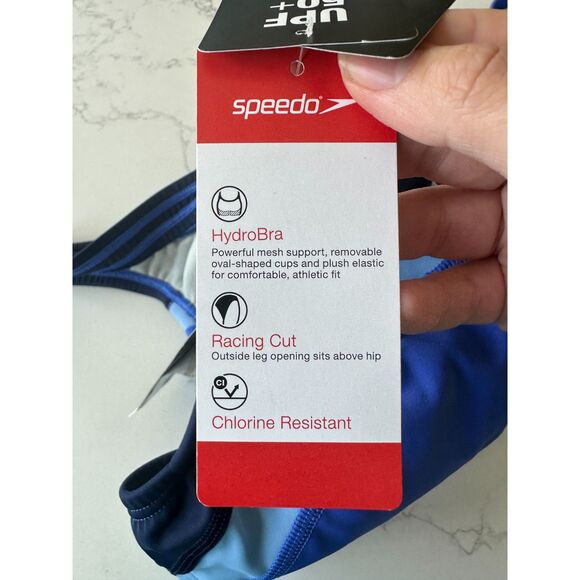 UPF
50+
speedo
HydroBra
Powerful mesh support, removable
oval-shaped cups and plush elastic
for comfortable, athletic fit
Racing Cut
Outside leg opening sits above hip
Cl
Chlorine Resistant